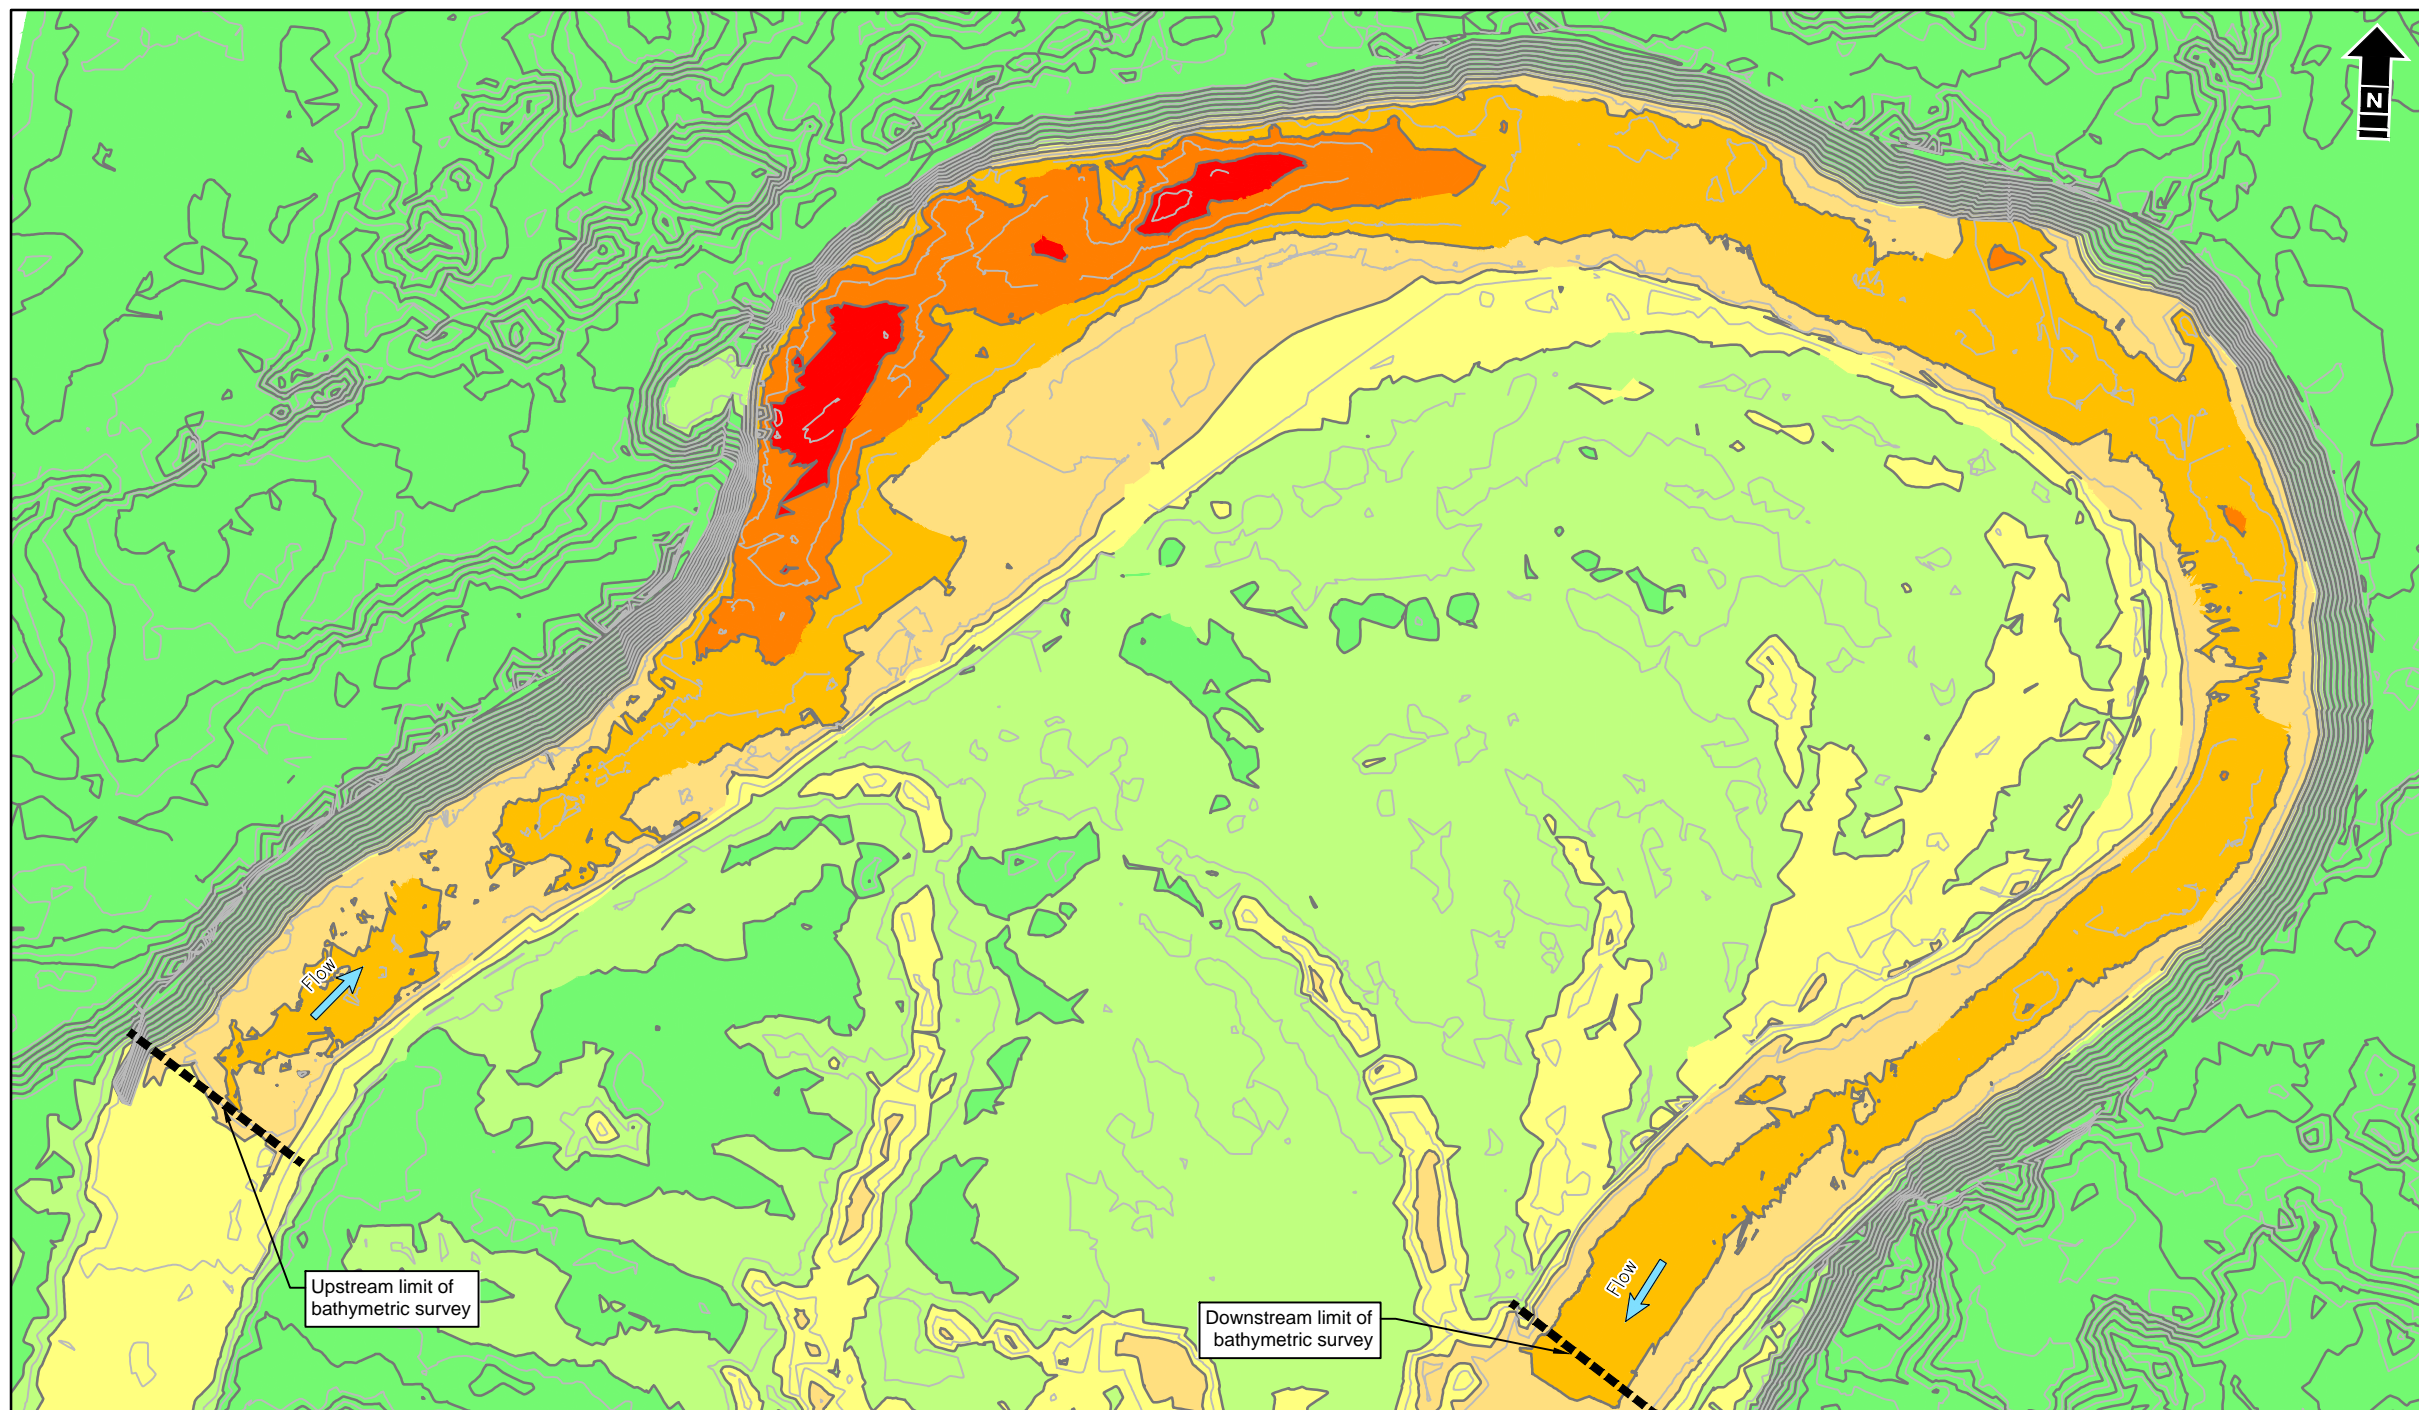 N
Flow
Upstream limit of
bathymetric survey
Flow
Downstream limit of
bathymetric survey